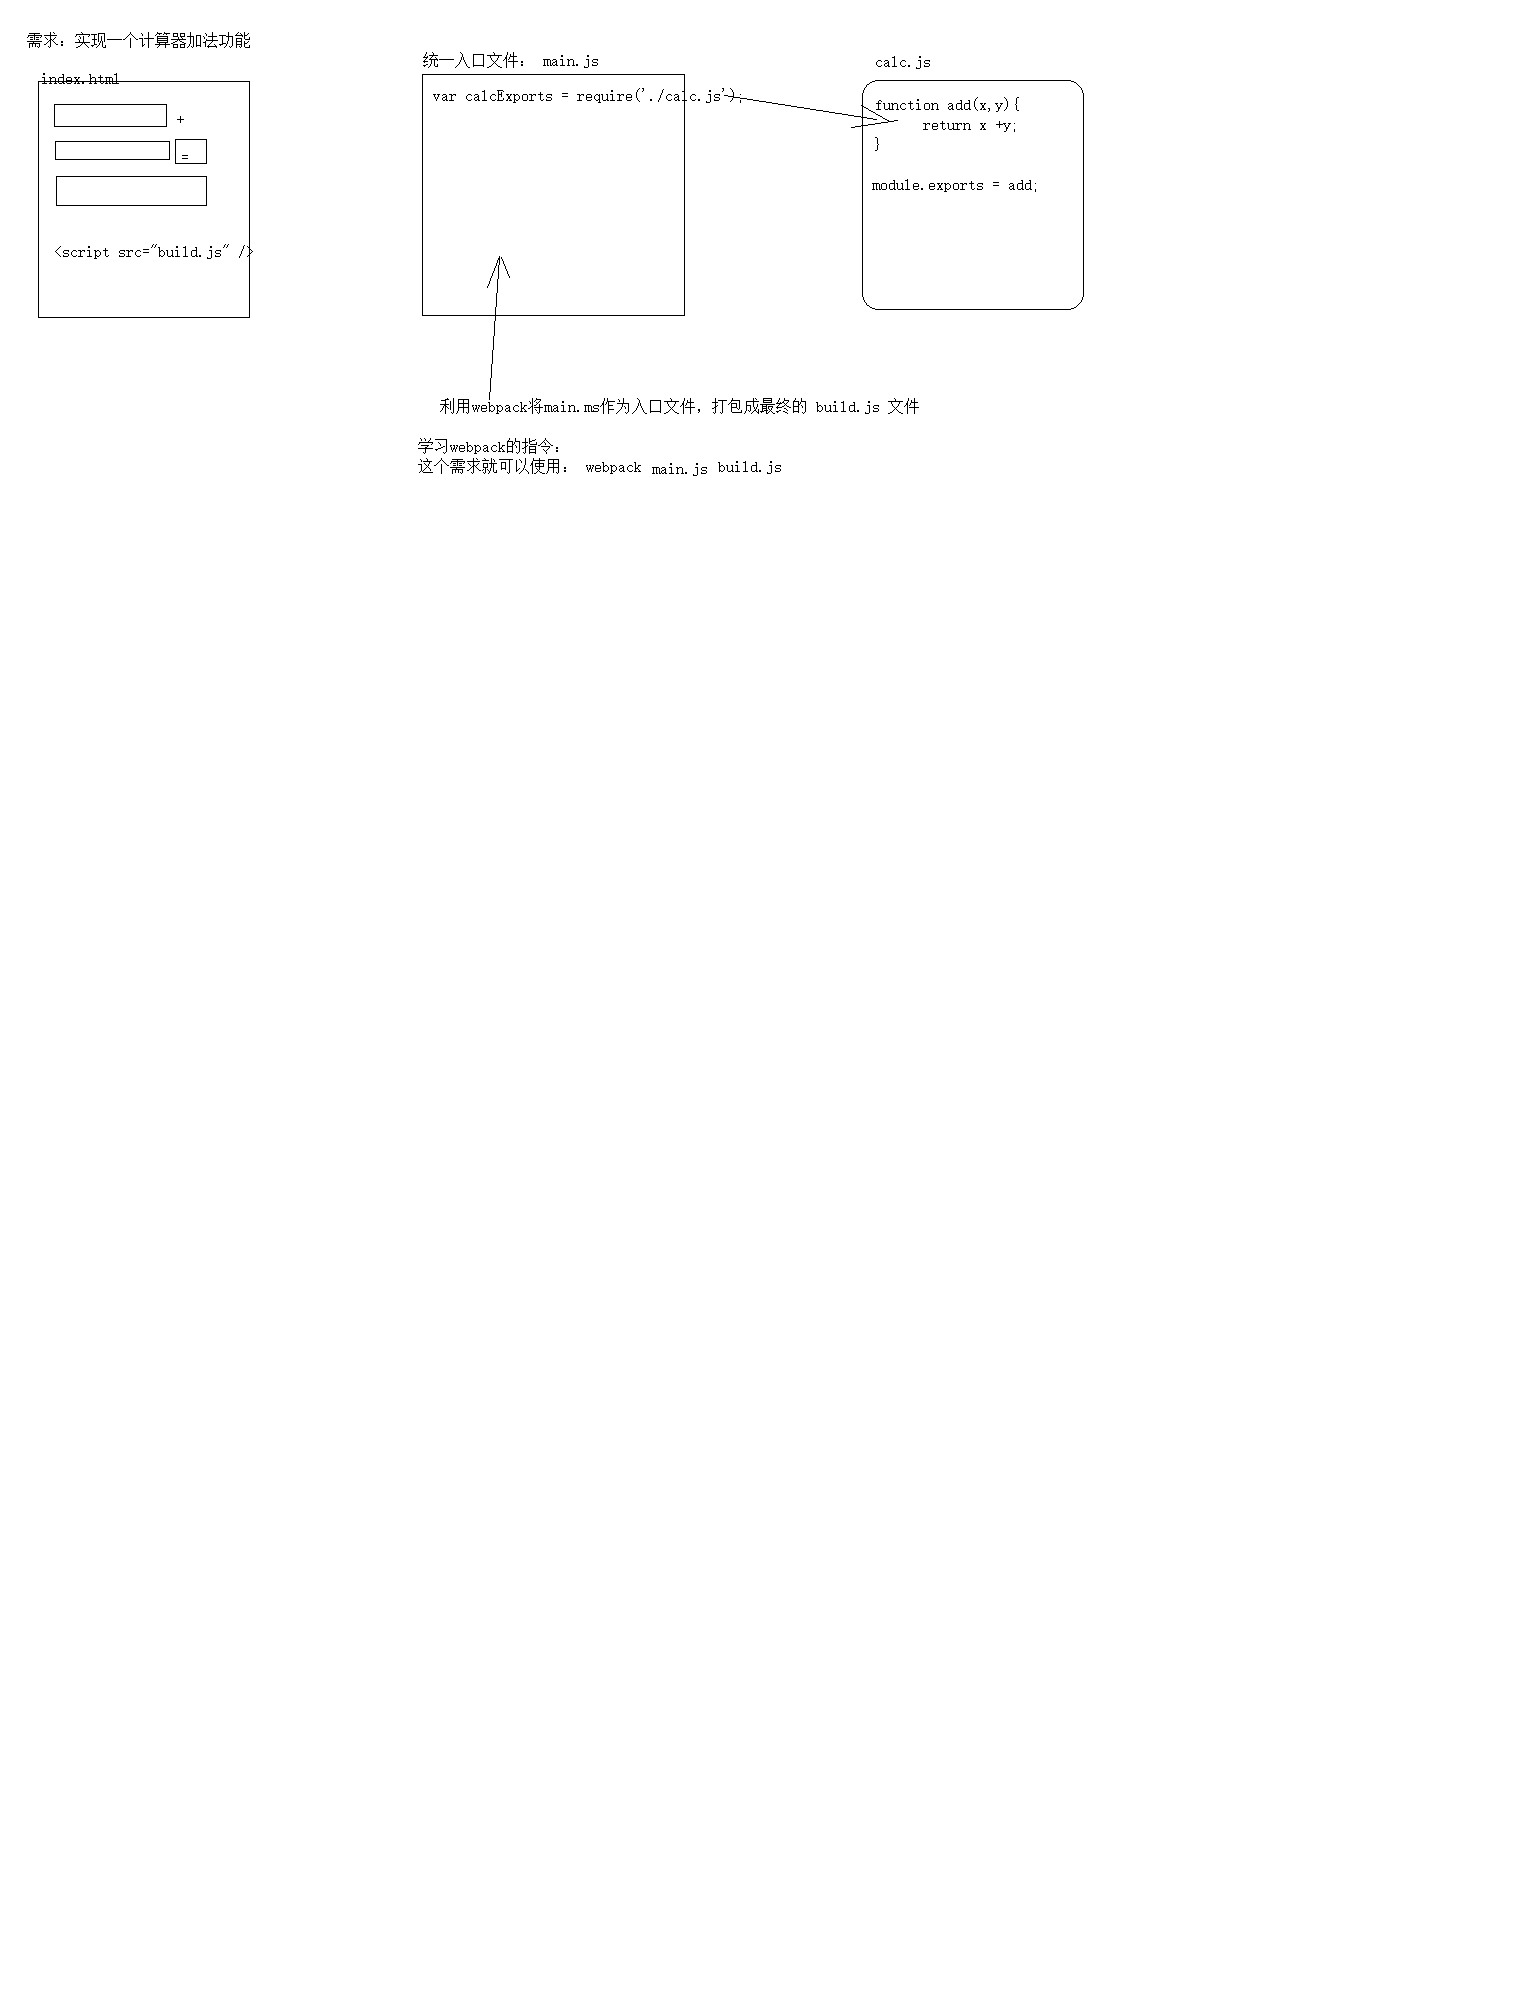 需求：实现一个计算器加法功能
index.html
+
=
<script src="build.js" />
统一入口文件： main.js
var calcExports = require('./calc.js');
calc.js
function add(x,y){
return x +y;
}
module.exports = add;
利用webpack将main.ms作为入口文件，打包成最终的 build.js 文件
学习webpack的指令：
这个需求就可以使用： webpack main.js build.js